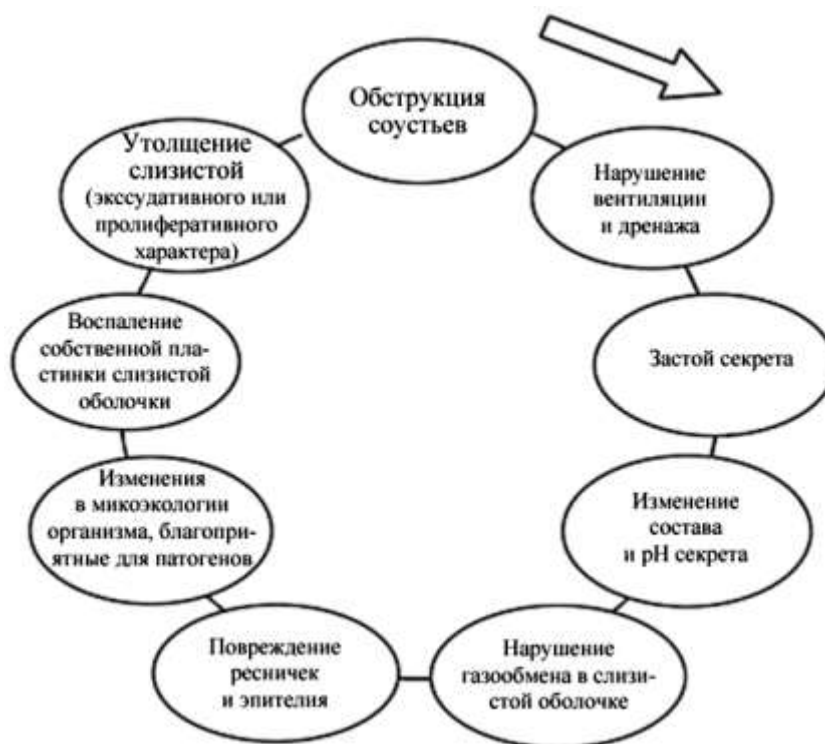 Обструкция
соустьев
Нарушение
вентиляции
и дренажа
Застой секрета
Изменение
состава
и pH секрета
Нарушение
газообмена в слизи-
стой оболочке
Повреждение
ресничек
и эпителия
Изменения
в микоэкологии
организма, благопри-
ятные для патогенов
Воспаление
собственной пла-
стинки слизистой
оболочки
Утолщение
слизистой
(экссудативного или
пролиферативного
характера)